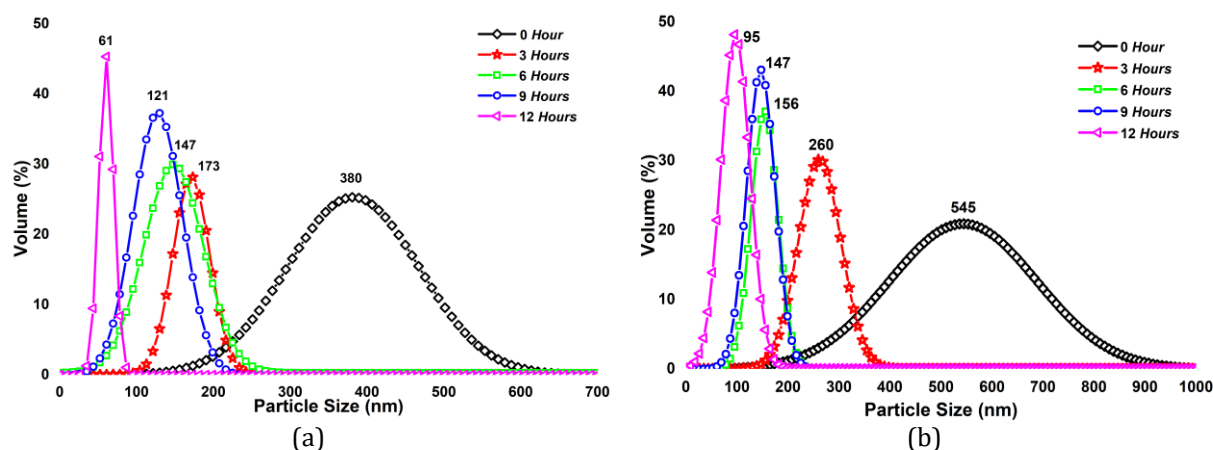 50
40
30
20
10
0
Volume (%)
61
121
147
173
380
0 Hour
3 Hours
6 Hours
9 Hours
12 Hours
0 100 200 300 400 500 600 700
Particle Size (nm)
(a)
50
40
30
20
10
0
Volume (%)
95
147
156
260
545
0 Hour
3 Hours
6 Hours
9 Hours
12 Hours
0 100 200 300 400 500 600 700 800 900 1000
Particle Size (nm)
(b)